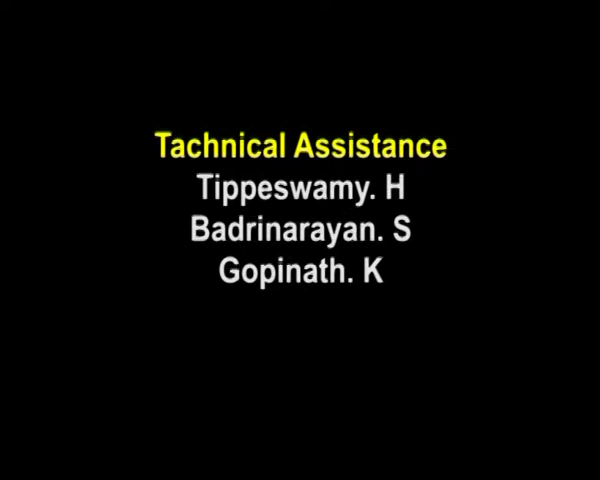 Tachnical Assistance
Tippeswamy. H
Badrinarayan. S
Gopinath. K